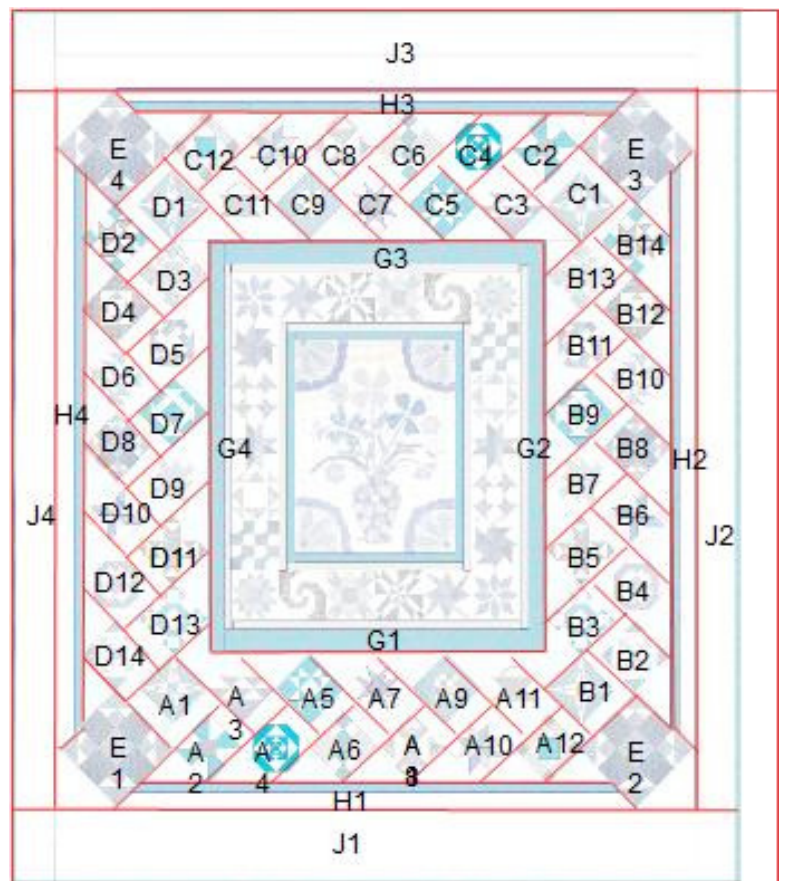 J3
H3
E
4
C12
C10
C8
C6
C4
C2
E
3
D1
C11
C9
C7
C5
C3
C1
D2
B14
G3
D3
B13
D4
B12
D5
B11
D6
B10
H4
D7
B9
D8
G4
G2
B8
H2
D9
B7
J4
D10
B6
J2
D11
B5
D12
B4
D13
B3
G1
D14
B2
A1
A
3
A5
A7
A9
A11
B1
E
1
A
2
A
4
A6
A
8
A10
A12
E
2
H1
J1